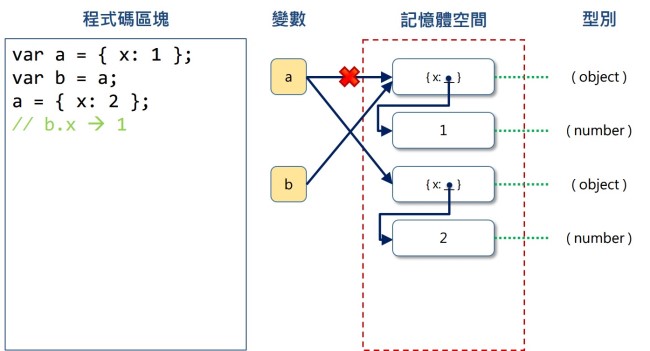 程式碼區塊
變數
記憶體空間
型別
var a = { x: 1 };
var b = a;
a = { x: 2 };
// b.x → 1
a
b
{ x: _ }
( object )
1
( number )
{ x: _ }
( object )
2
( number )